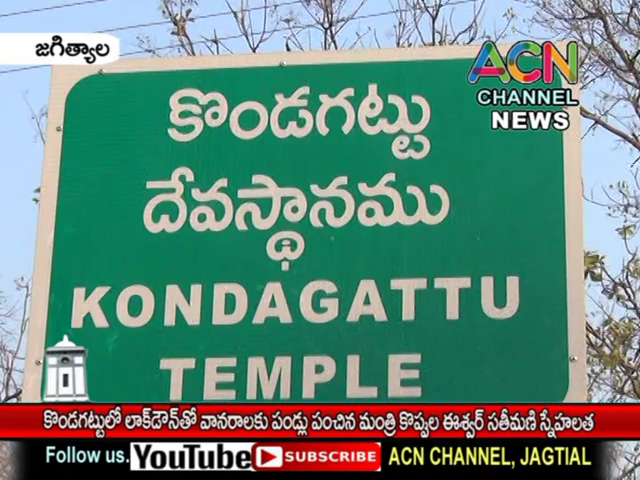 జగిత్యాల
ACN
CHANNEL
NEWS
కొండగట్టు
దేవస్థానము
KONDAGATTU
TEMPLE
కొండగట్టులో లాక్‌డౌన్‌తో వానరాలకు పండ్లు పంచిన మంత్రి కొప్పుల ఈశ్వర్ సతీమణి స్నేహలత
Follow us. YouTube SUBSCRIBE ACN CHANNEL, JAGTIAL